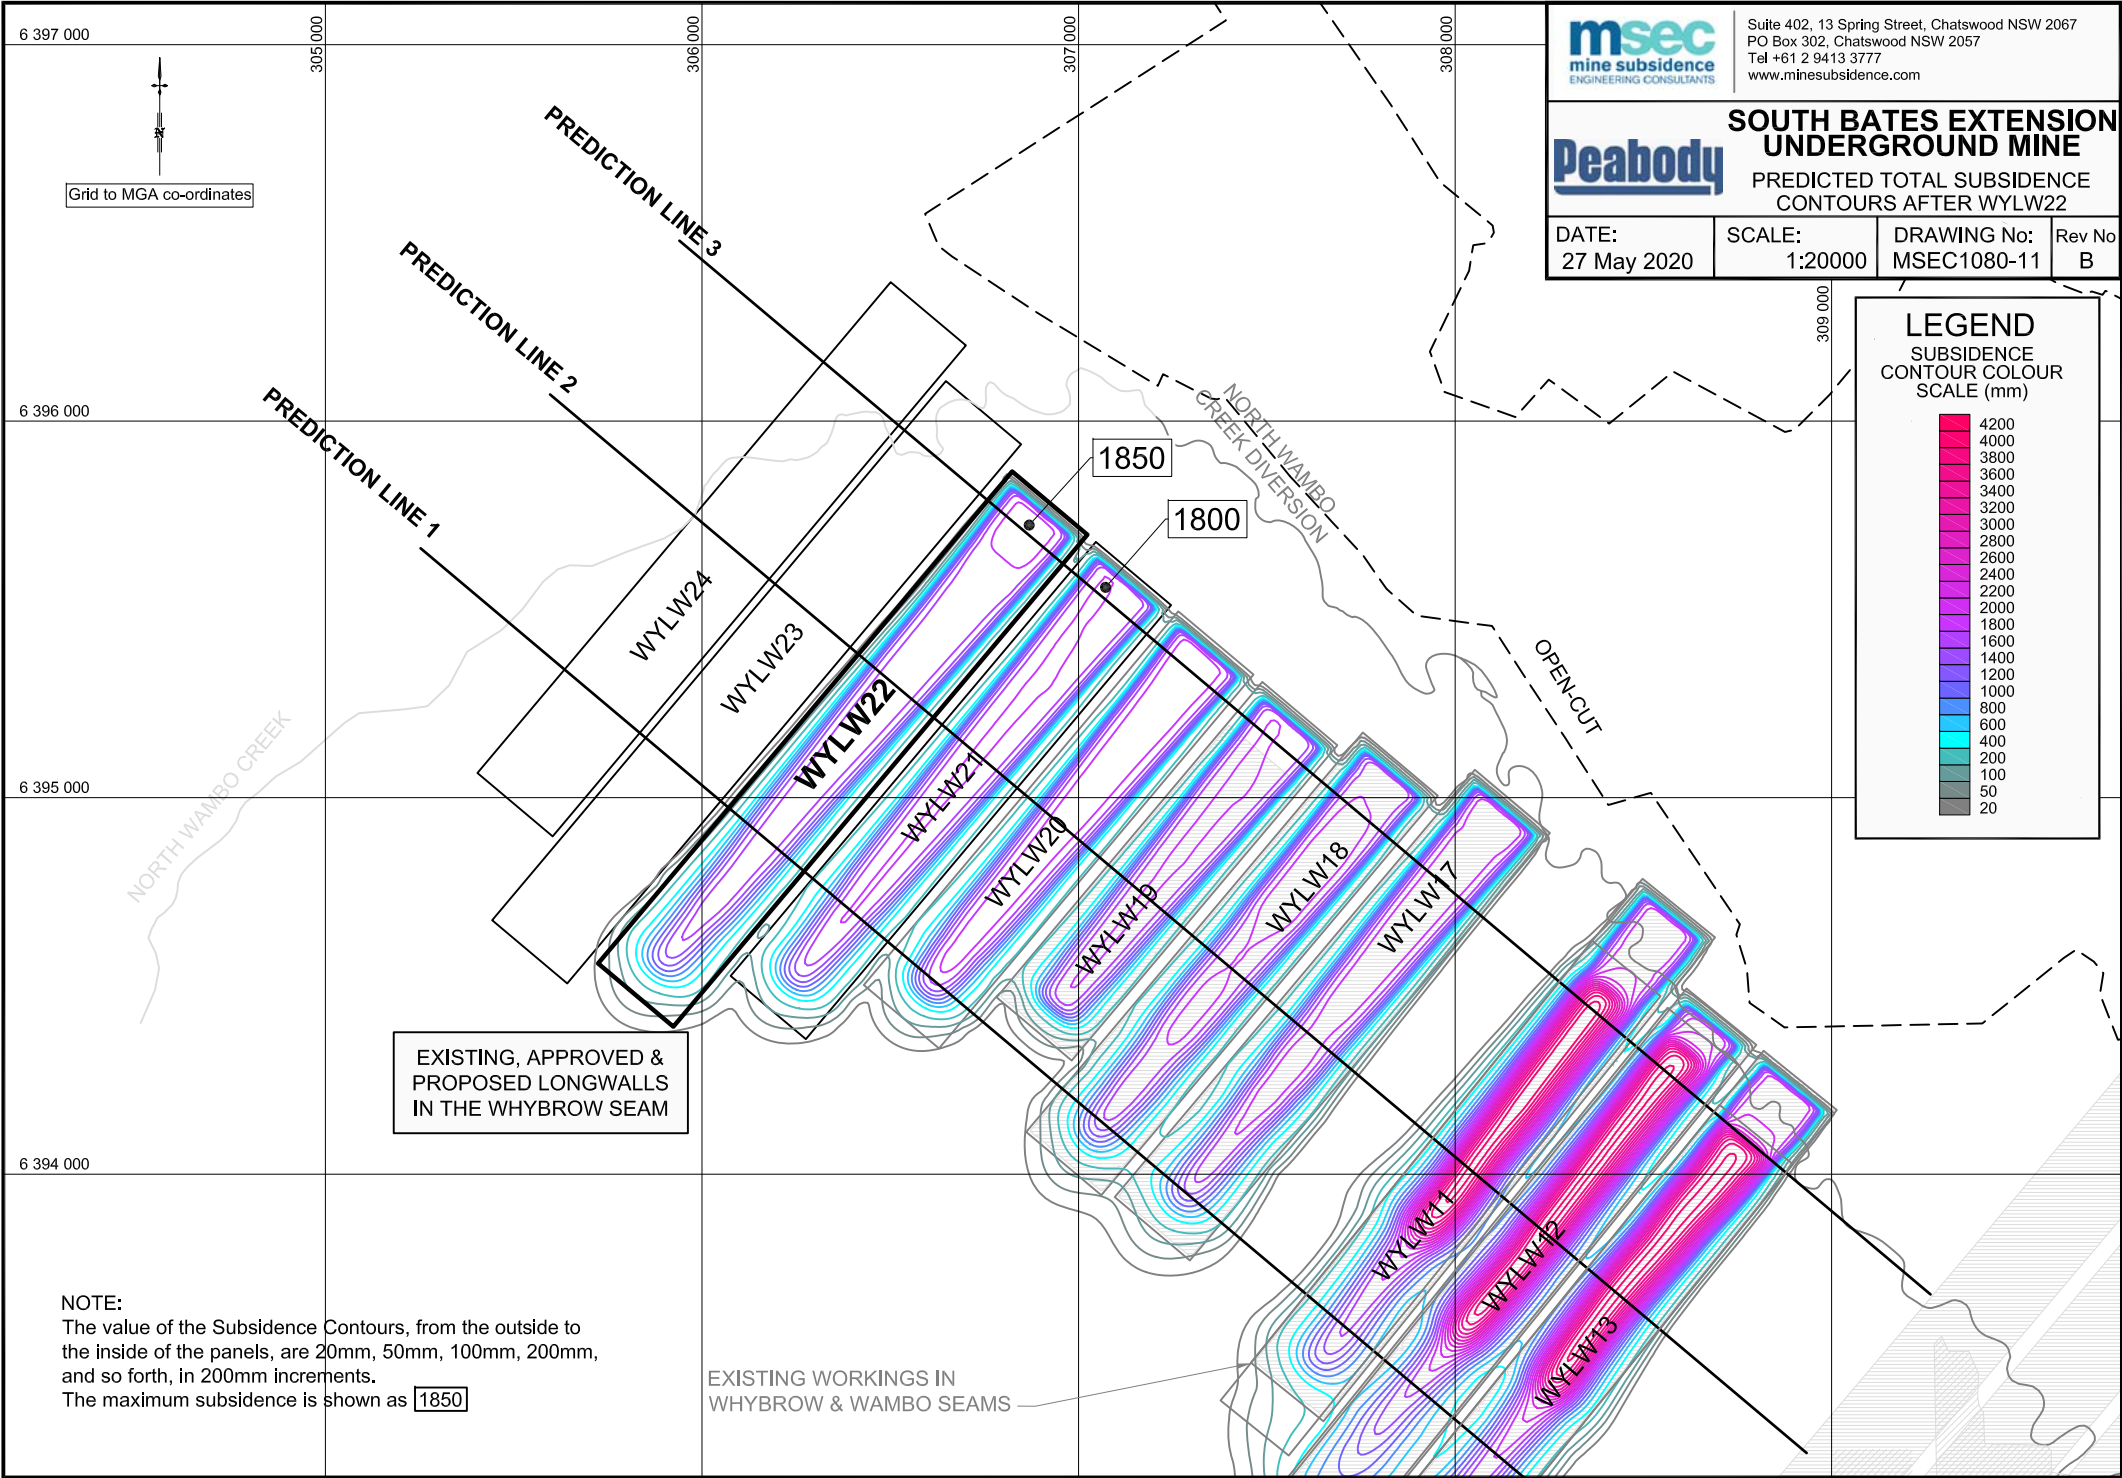 6 397 000
305 000
306 000
307 000
308 000
309 000
6 396 000
6 395 000
6 394 000
N
Grid to MGA co-ordinates
msec
mine subsidence
ENGINEERING CONSULTANTS
Suite 402, 13 Spring Street, Chatswood NSW 2067
PO Box 302, Chatswood NSW 2057
Tel +61 2 9413 3777
www.minesubsidence.com
Peabody
SOUTH BATES EXTENSION
UNDERGROUND MINE
PREDICTED TOTAL SUBSIDENCE
CONTOURS AFTER WYLW22
DATE:
27 May 2020
SCALE:
1:20000
DRAWING No:
MSEC1080-11
Rev No
B
LEGEND
SUBSIDENCE
CONTOUR COLOUR
SCALE (mm)
4200
4000
3800
3600
3400
3200
3000
2800
2600
2400
2200
2000
1800
1600
1400
1200
1000
800
600
400
200
100
50
20
PREDICTION LINE 3
PREDICTION LINE 2
PREDICTION LINE 1
NORTH WAMBO
CREEK DIVERSION
1850
1800
OPEN-CUT
NORTH WAMBO CREEK
WYLW24
WYLW23
WYLW22
WYLW21
WYLW20
WYLW19
WYLW18
WYLW17
WYLW11
WYLW12
WYLW13
EXISTING, APPROVED &
PROPOSED LONGWALLS
IN THE WHYBROW SEAM
EXISTING WORKINGS IN
WHYBROW & WAMBO SEAMS
NOTE:
The value of the Subsidence Contours, from the outside to
the inside of the panels, are 20mm, 50mm, 100mm, 200mm,
and so forth, in 200mm increments.
The maximum subsidence is shown as 1850